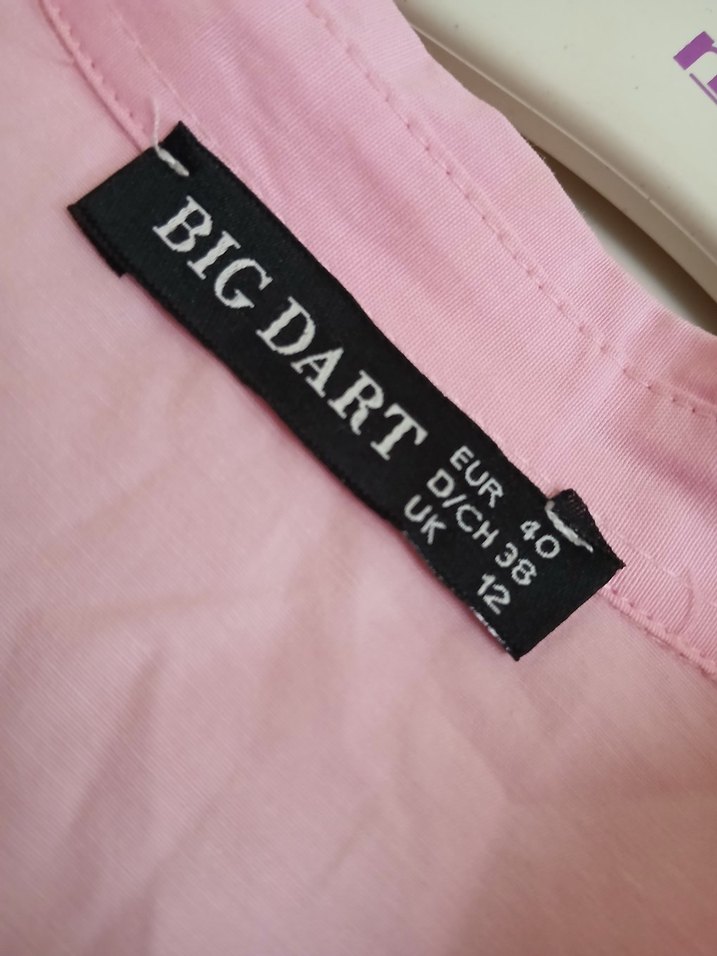 BIG DART
EUR 40
D/CH 38
UK 12